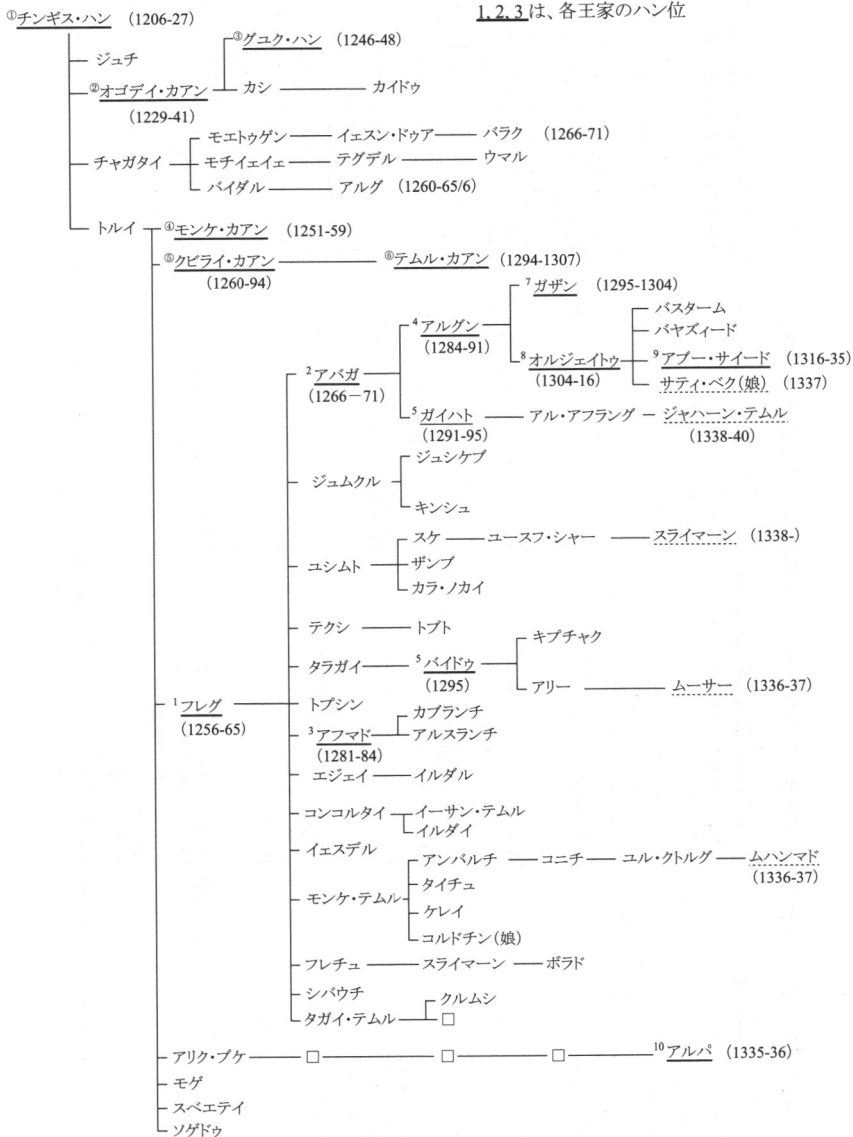 ①チンギス・ハン (1206-27)
1, 2, 3 は、各王家のハン位
③グユク・ハン (1246-48)
ジュチ
②オゴデイ・カアン カシ カイドゥ
(1229-41)
モエトゥゲン イェスン・ドゥア バラク (1266-71)
チャガタイ モチイェイェ テグデル ウマル
バイダル アルグ (1260-65/6)
トルイ ④モンケ・カアン (1251-59)
⑤クビライ・カアン ⑥テムル・カアン (1294-1307)
(1260-94)
7 ガザン (1295-1304)
バスターム
4 アルグン バヤズィード
(1284-91)
2 アバガ 8 オルジェイトゥ 9 アブー・サイード (1316-35)
(1266-71) (1304-16) サティ・ベク(娘) (1337)
5 ガイハト アル・アフラング ジャハーン・テムル
(1291-95) (1338-40)
ジュシケブ
ジュムクル
キンシュ
スケ ユースフ・シャー スライマーン (1338-)
ユシムト ザンブ
カラ・ノカイ
テクシ トブト
キプチャク
タラガイ 5 バイドゥ
(1295) アリー ムーサー (1336-37)
1 フレグ トプシン
(1256-65)
カブランチ
3 アフマド アルスランチ
(1281-84)
エジェイ イルダル
コンコルタイ イーサン・テムル
イルダイ
イェスデル
アンバルチ コニチ ユル・クトルグ ムハンマド
(1336-37)
タイチュ
モンケ・テムル
ケレイ
コルドチン(娘)
フレチュ スライマーン ボラド
シバウチ
クルムシ
タガイ・テムル □
アリク・ブケ □ □ □ 10 アルパ (1335-36)
モゲ
スベエテイ
ソゲドゥ